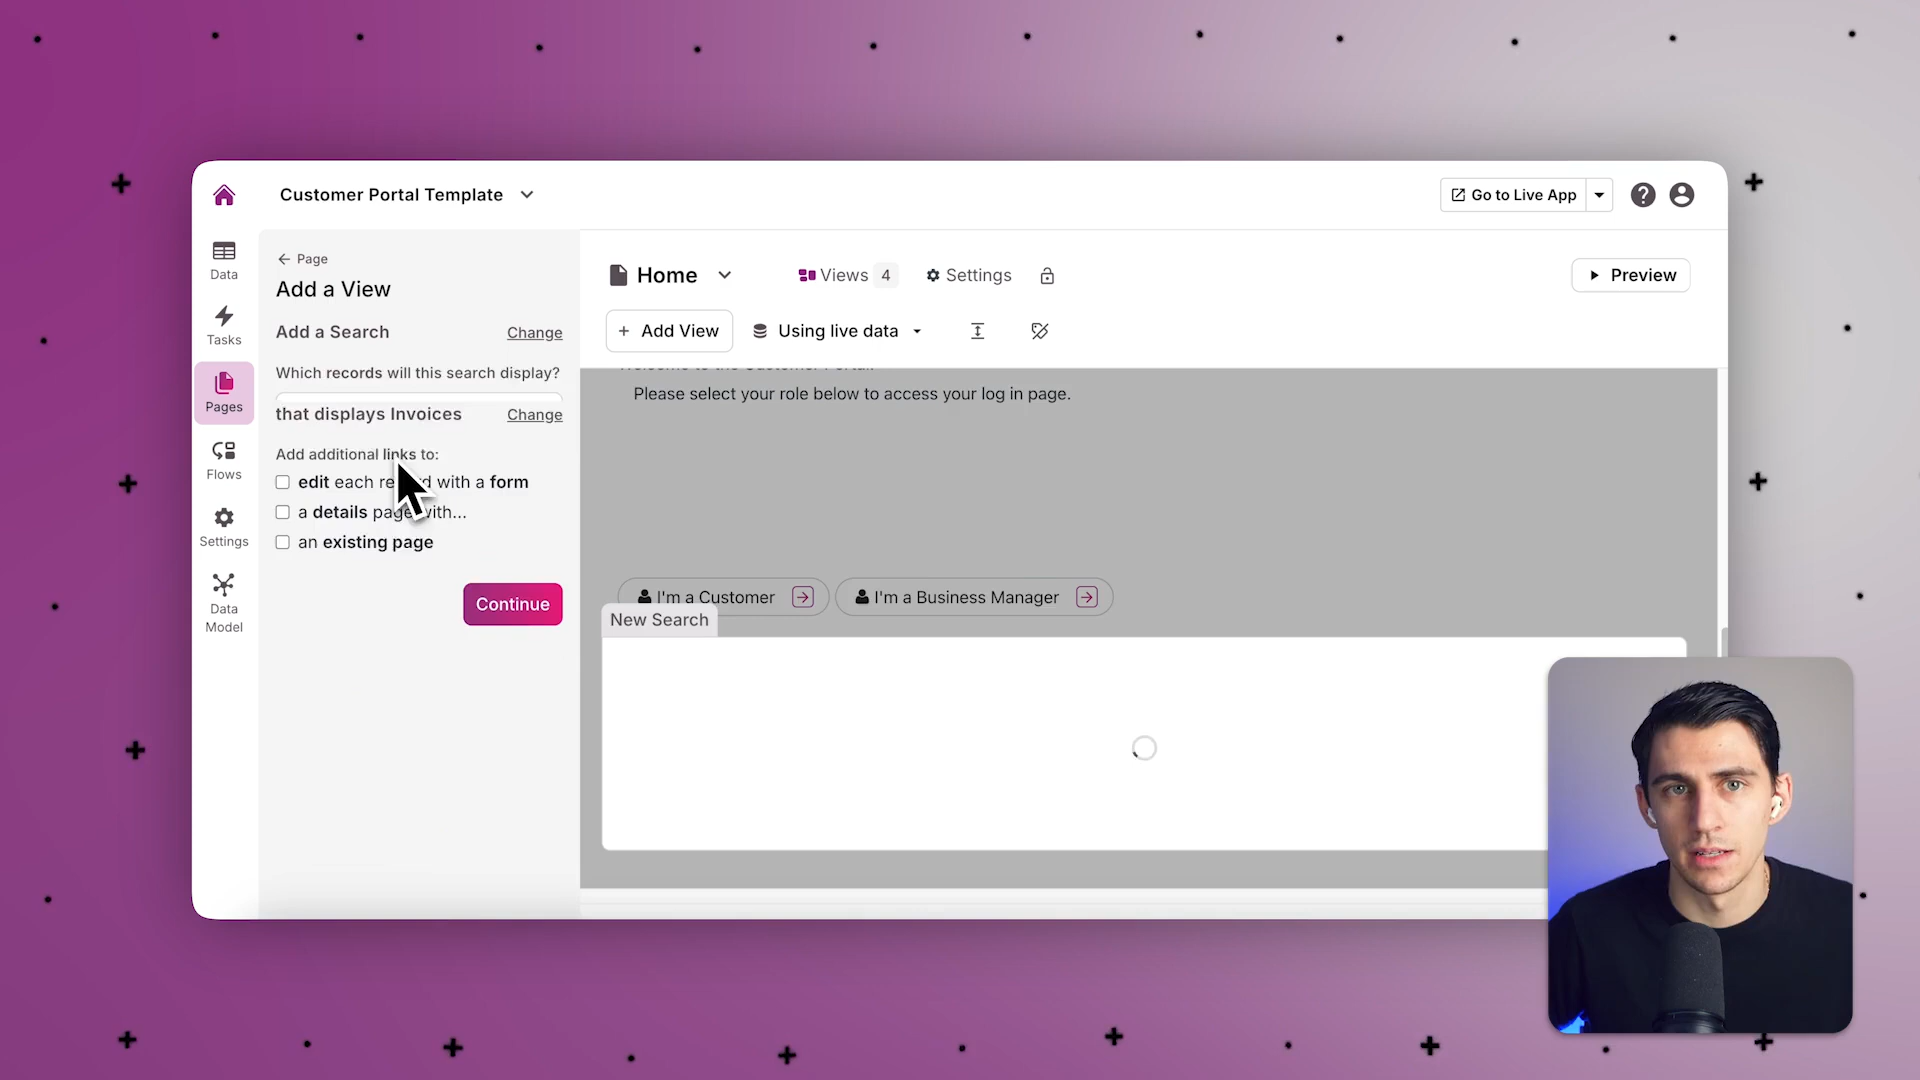 Customer Portal Template
Go to Live App
Data
Tasks
Pages
Flows
Settings
Data
Model
Page
Add a View
Add a Search
Change
Which records will this search display?
that displays Invoices
Change
Add additional links to:
edit each record with a form
a details page with...
an existing page
Continue
Home
Views 4
Settings
Preview
+ Add View
Using live data
Welcome to the Customer Portal.
Please select your role below to access your log in page.
I'm a Customer
I'm a Business Manager
New Search